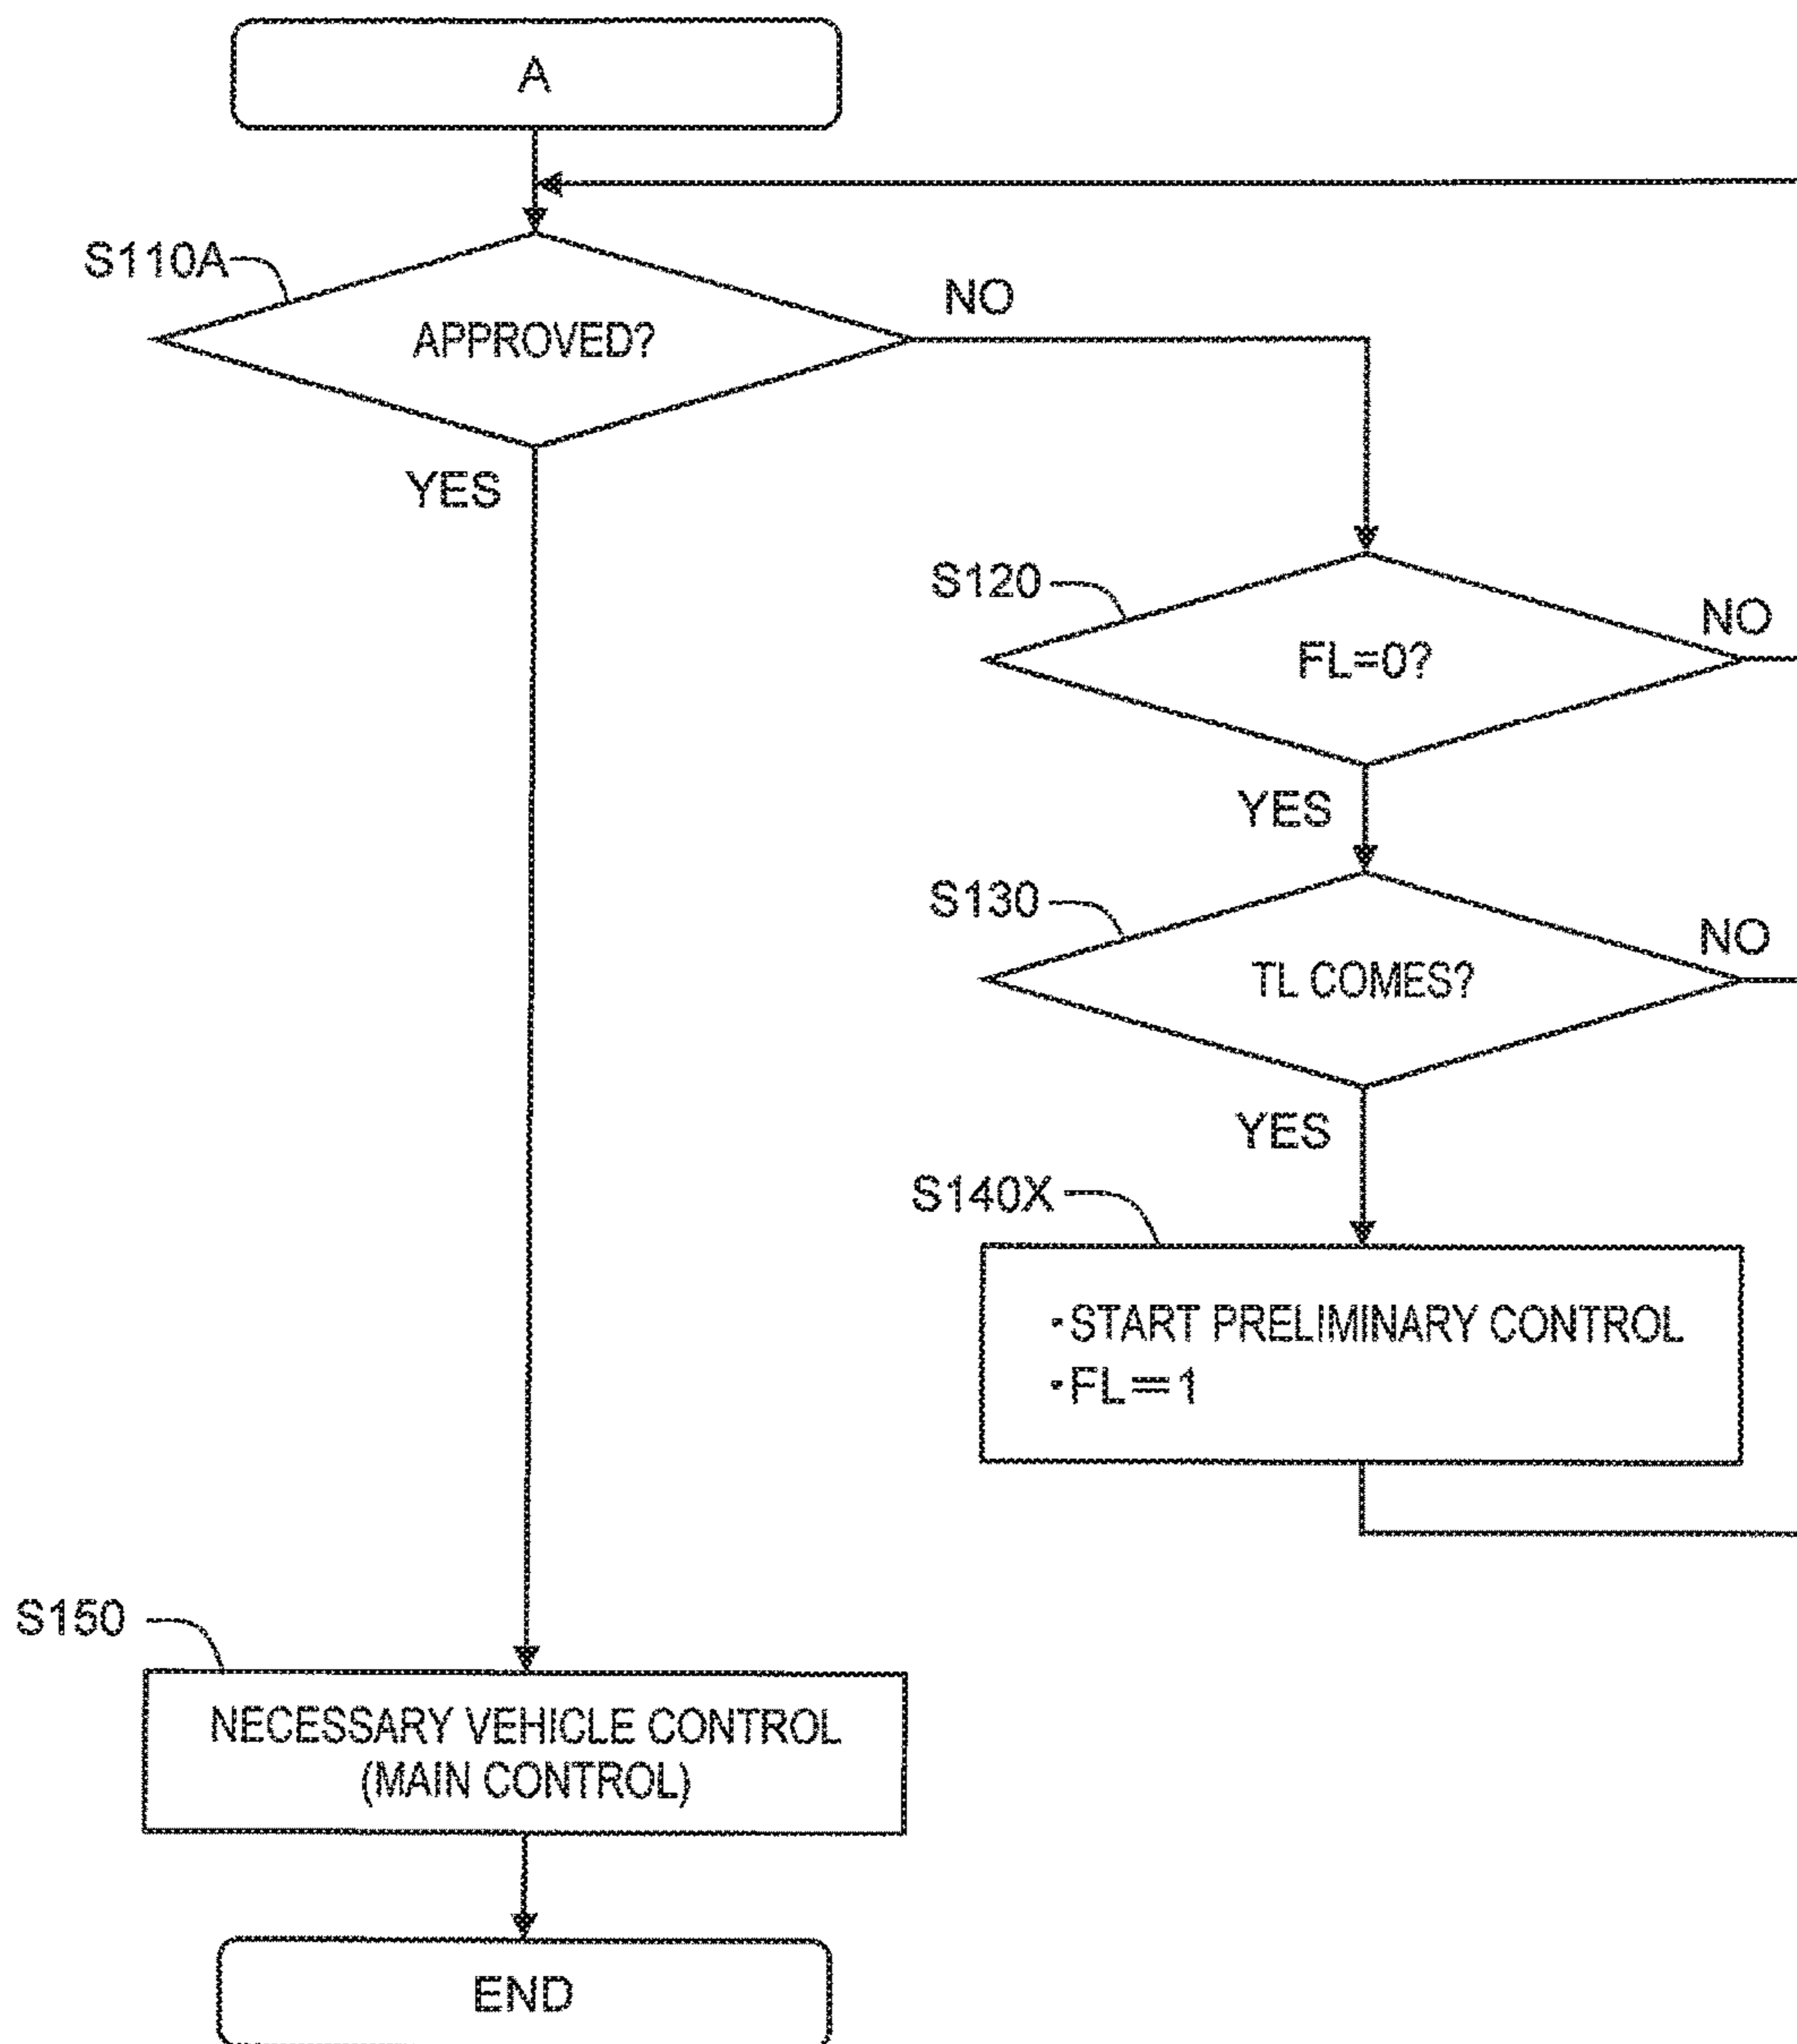 A
S110A
APPROVED?
NO
YES
S120
FL=0?
NO
YES
S130
TL COMES?
NO
YES
S140X
・START PRELIMINARY CONTROL
・FL=1
S150
NECESSARY VEHICLE CONTROL
(MAIN CONTROL)
END